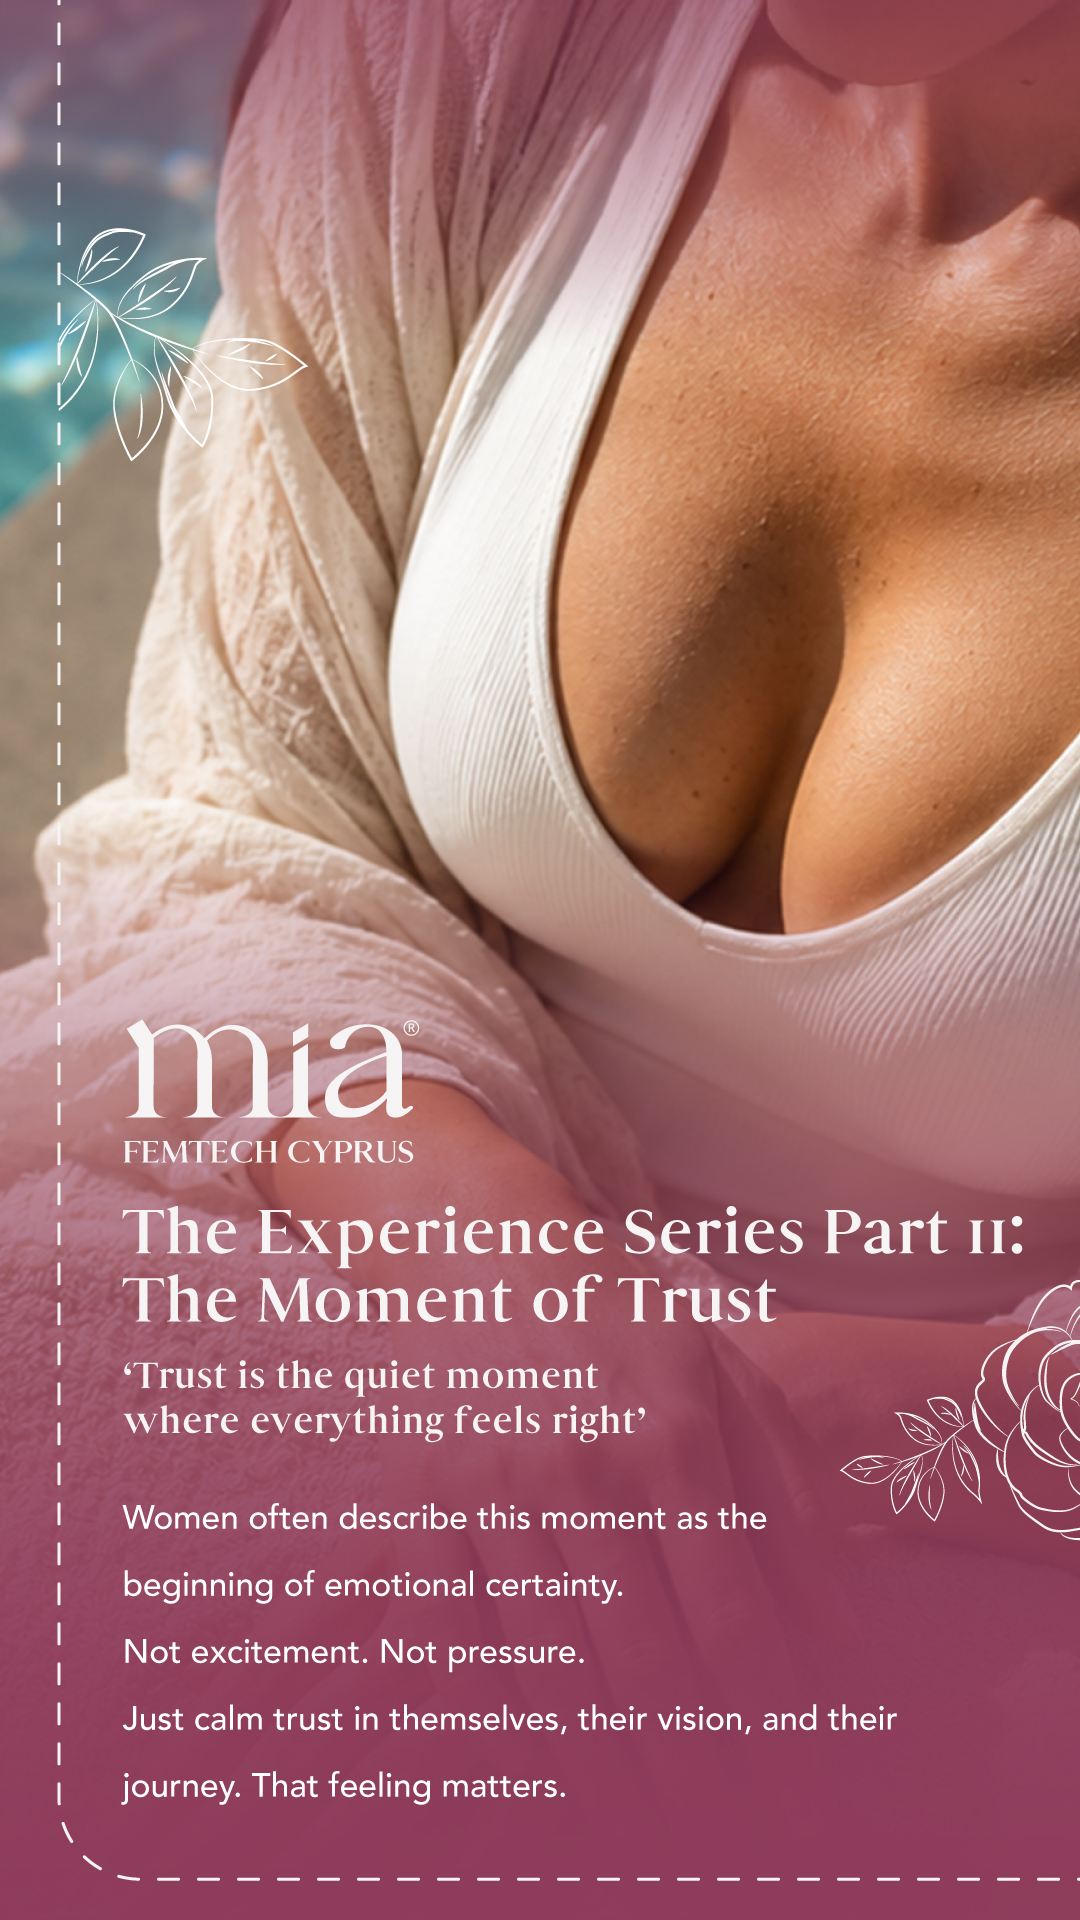 mia®
FEMTECH CYPRUS
The Experience Series Part II:
The Moment of Trust
‘Trust is the quiet moment
where everything feels right’
Women often describe this moment as the
beginning of emotional certainty.
Not excitement. Not pressure.
Just calm trust in themselves, their vision, and their
journey. That feeling matters.